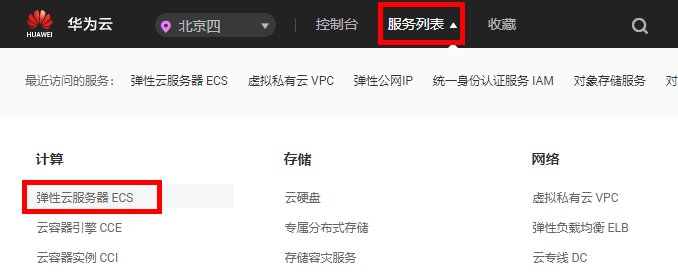 HUAWEI 华为云 北京四 控制台 服务列表 收藏
最近访问的服务： 弹性云服务器 ECS 虚拟私有云 VPC 弹性公网IP 统一身份认证服务 IAM 对象存储服务 对
计算 存储 网络
弹性云服务器 ECS 云硬盘 虚拟私有云 VPC
云容器引擎 CCE 专属分布式存储 弹性负载均衡 ELB
云容器实例 CCI 存储容灾服务 云专线 DC